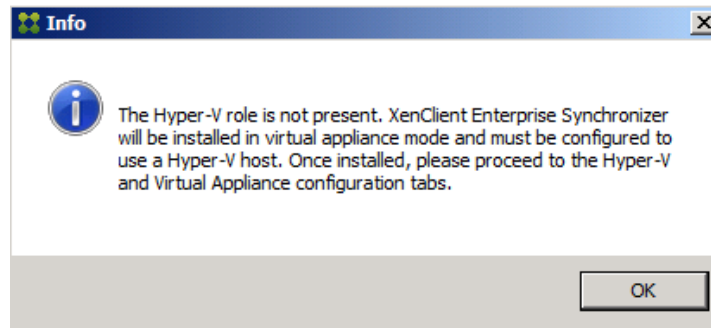 Info
The Hyper-V role is not present. XenClient Enterprise Synchronizer
will be installed in virtual appliance mode and must be configured to
use a Hyper-V host. Once installed, please proceed to the Hyper-V
and Virtual Appliance configuration tabs.
OK